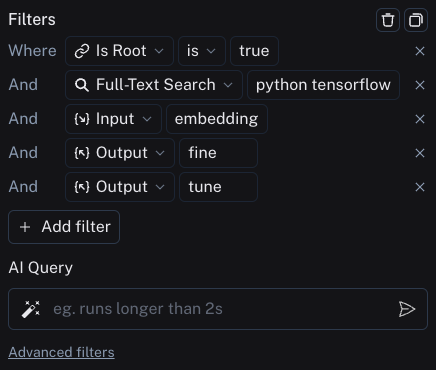 Filters
Where Is Root is true
And Full-Text Search python tensorflow
And Input embedding
And Output fine
And Output tune
+ Add filter
AI Query
eg. runs longer than 2s
Advanced filters